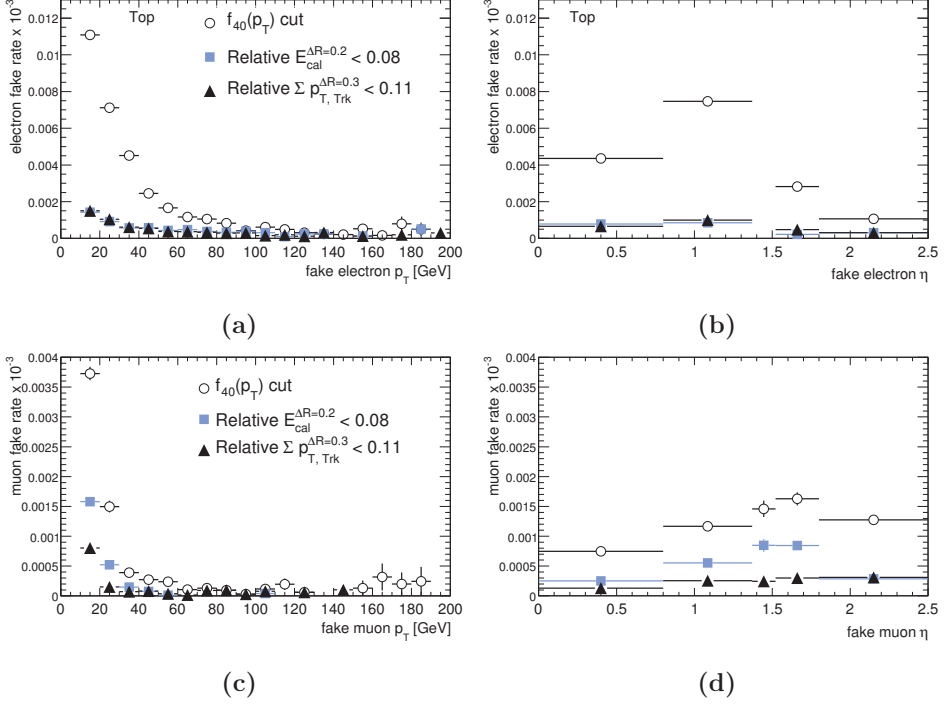 electron fake rate x 10⁻³
0.012
0.01
0.008
0.006
0.004
0.002
0
Top
f₄₀(p_T) cut
Relative E_cal^ΔR=0.2 < 0.08
Relative Σ p_T, Trk^ΔR=0.3 < 0.11
0 20 40 60 80 100 120 140 160 180 200
fake electron p_T [GeV]
(a)
electron fake rate x 10⁻³
0.012
0.01
0.008
0.006
0.004
0.002
0
Top
0 0.5 1 1.5 2 2.5
fake electron η
(b)
muon fake rate x 10⁻³
0.004
0.0035
0.003
0.0025
0.002
0.0015
0.001
0.0005
0
f₄₀(p_T) cut
Relative E_cal^ΔR=0.2 < 0.08
Relative Σ p_T, Trk^ΔR=0.3 < 0.11
0 20 40 60 80 100 120 140 160 180 200
fake muon p_T [GeV]
(c)
muon fake rate x 10⁻³
0.004
0.0035
0.003
0.0025
0.002
0.0015
0.001
0.0005
0
0 0.5 1 1.5 2 2.5
fake muon η
(d)